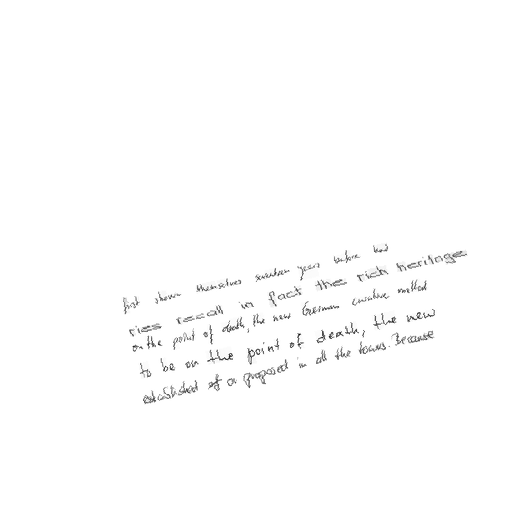 first shown themselves seventeen years before had
ries recall in fact the rich heritage
on the point of death, the new German curative method
to be on the point of death, the new
established of a proposed in all the towns. Because